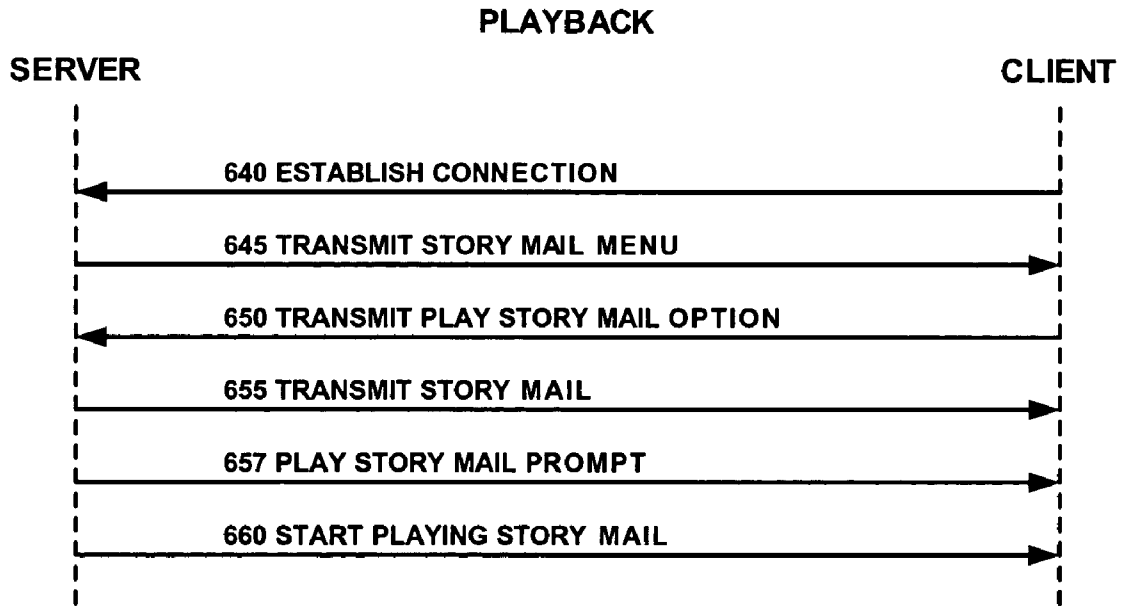 PLAYBACK
SERVER
CLIENT
640 ESTABLISH CONNECTION
645 TRANSMIT STORY MAIL MENU
650 TRANSMIT PLAY STORY MAIL OPTION
655 TRANSMIT STORY MAIL
657 PLAY STORY MAIL PROMPT
660 START PLAYING STORY MAIL